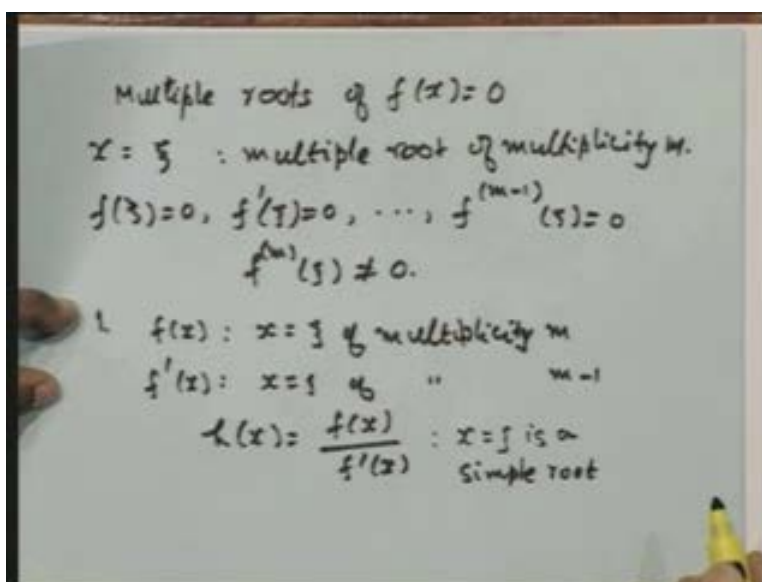 Multiple roots of f(x)=0
x = ξ : multiple root of multiplicity m.
f(ξ)=0, f'(ξ)=0, ..., f^(m-1)(ξ)=0
f^(m)(ξ) ≠ 0.
1. f(x): x=ξ of multiplicity m
f'(x): x=ξ of " m-1
h(x)= f(x)/f'(x) : x=ξ is a
simple root